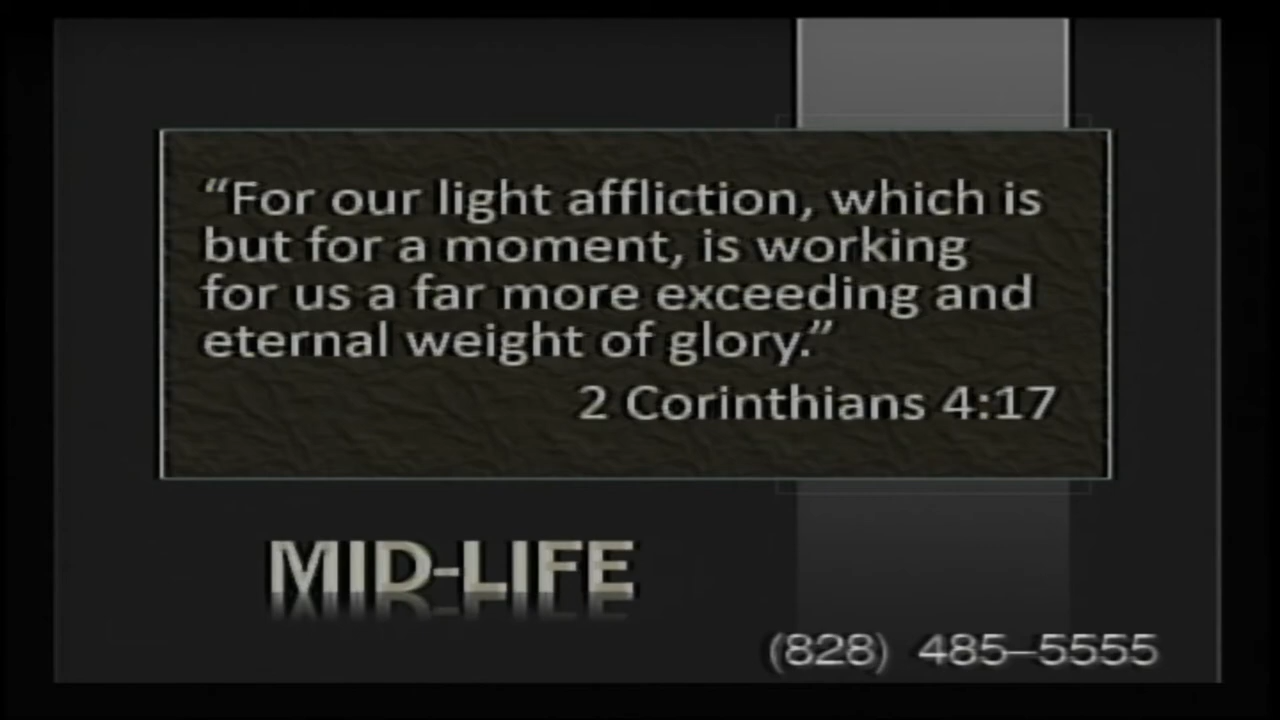 “For our light affliction, which is
but for a moment, is working
for us a far more exceeding and
eternal weight of glory.”
2 Corinthians 4:17
MID-LIFE
(828) 485–5555